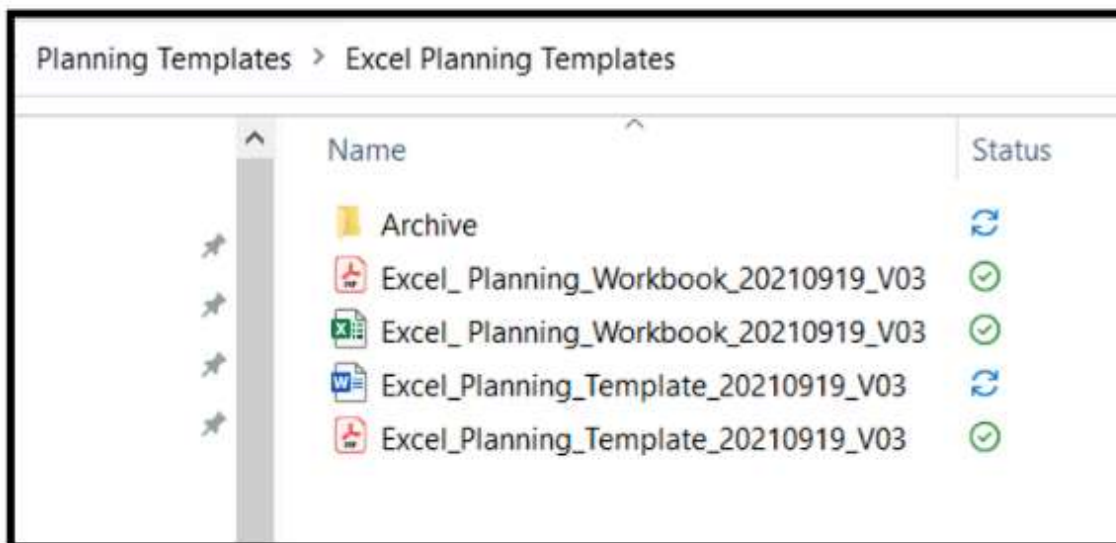 Planning Templates > Excel Planning Templates
Name Status
Archive
Excel_ Planning_Workbook_20210919_V03
Excel_ Planning_Workbook_20210919_V03
Excel_Planning_Template_20210919_V03
Excel_Planning_Template_20210919_V03